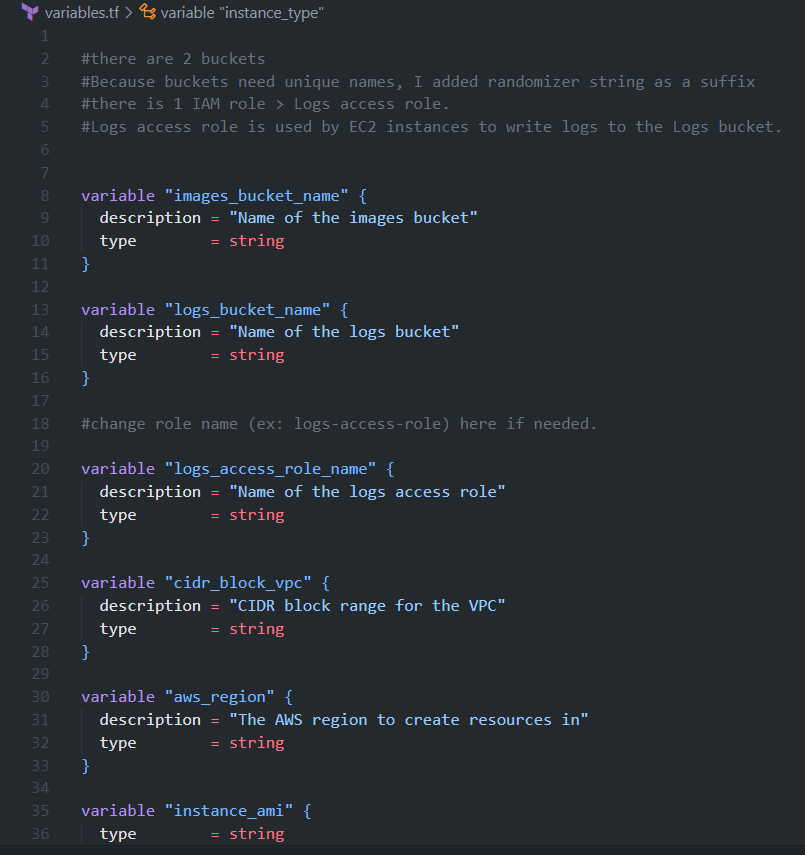 variables.tf > variable "instance_type"
1
2 #there are 2 buckets
3 #Because buckets need unique names, I added randomizer string as a suffix
4 #there is 1 IAM role > Logs access role.
5 #Logs access role is used by EC2 instances to write logs to the Logs bucket.
6
7
8 variable "images_bucket_name" {
9   description = "Name of the images bucket"
10   type        = string
11 }
12
13 variable "logs_bucket_name" {
14   description = "Name of the logs bucket"
15   type        = string
16 }
17
18 #change role name (ex: logs-access-role) here if needed.
19
20 variable "logs_access_role_name" {
21   description = "Name of the logs access role"
22   type        = string
23 }
24
25 variable "cidr_block_vpc" {
26   description = "CIDR block range for the VPC"
27   type        = string
28 }
29
30 variable "aws_region" {
31   description = "The AWS region to create resources in"
32   type        = string
33 }
34
35 variable "instance_ami" {
36   type        = string